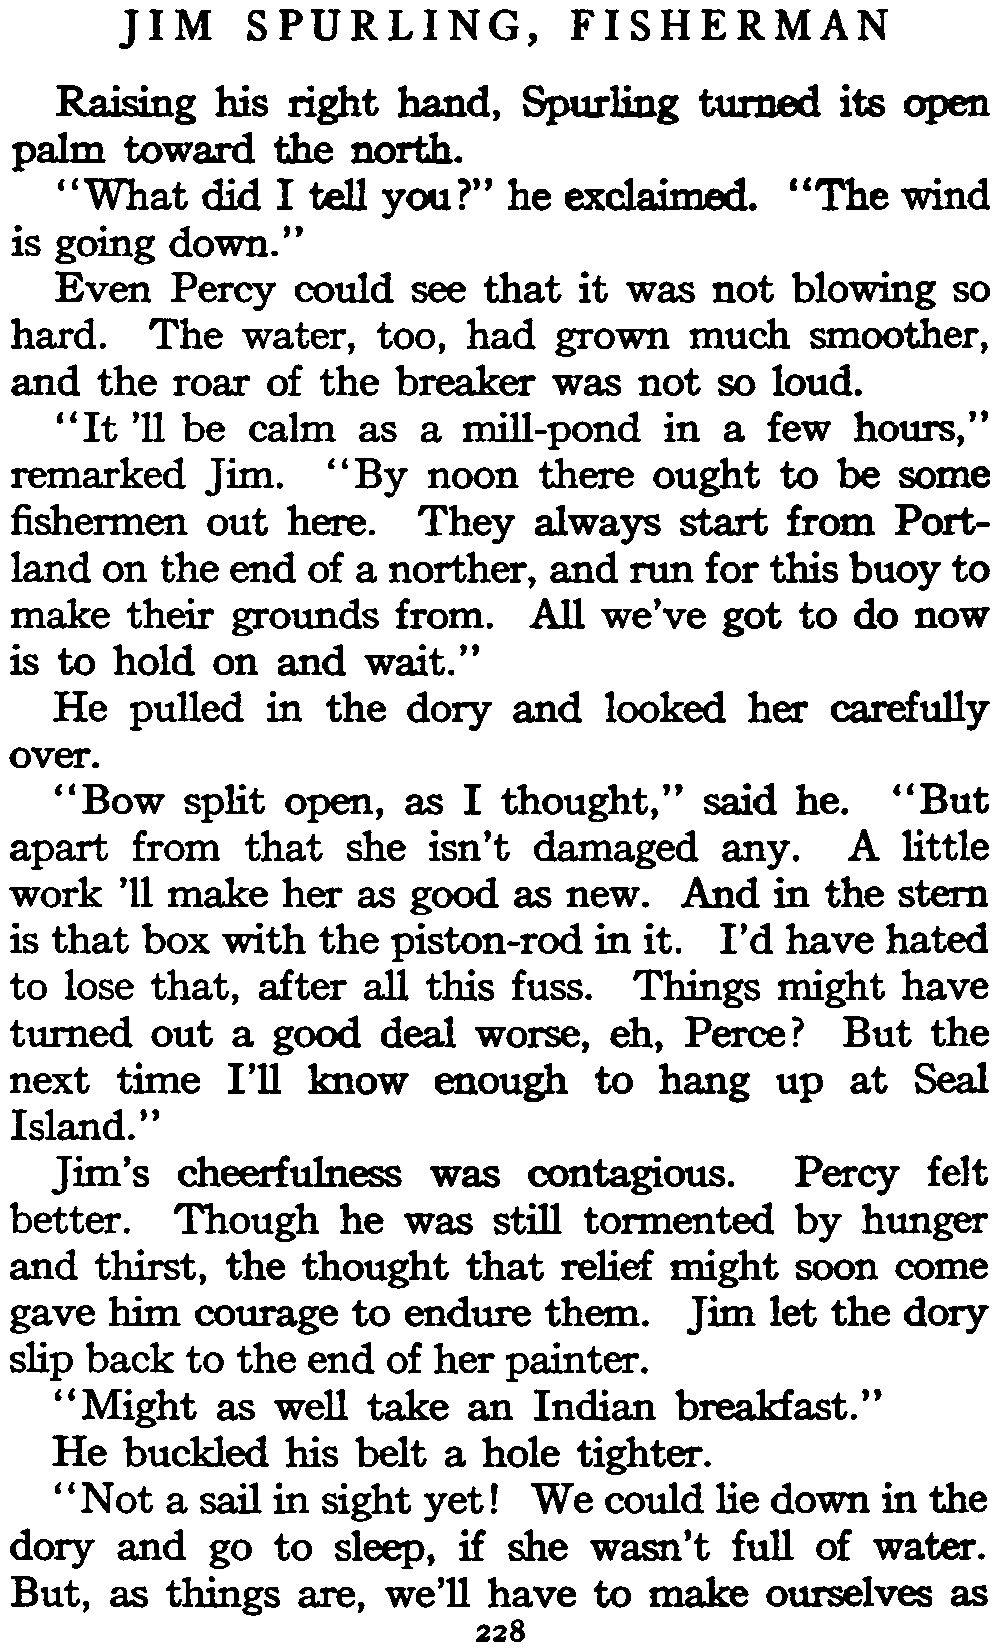 JIM SPURLING, FISHERMAN
Raising his right hand, Spurling turned its open
palm toward the north.
"What did I tell you?" he exclaimed. "The wind
is going down."
Even Percy could see that it was not blowing so
hard. The water, too, had grown much smoother,
and the roar of the breaker was not so loud.
"It 'll be calm as a mill-pond in a few hours,"
remarked Jim. "By noon there ought to be some
fishermen out here. They always start from Port-
land on the end of a norther, and run for this buoy to
make their grounds from. All we've got to do now
is to hold on and wait."
He pulled in the dory and looked her carefully
over.
"Bow split open, as I thought," said he. "But
apart from that she isn't damaged any. A little
work 'll make her as good as new. And in the stern
is that box with the piston-rod in it. I'd have hated
to lose that, after all this fuss. Things might have
turned out a good deal worse, eh, Perce? But the
next time I'll know enough to hang up at Seal
Island."
Jim's cheerfulness was contagious. Percy felt
better. Though he was still tormented by hunger
and thirst, the thought that relief might soon come
gave him courage to endure them. Jim let the dory
slip back to the end of her painter.
"Might as well take an Indian breakfast."
He buckled his belt a hole tighter.
"Not a sail in sight yet! We could lie down in the
dory and go to sleep, if she wasn't full of water.
But, as things are, we'll have to make ourselves as
228